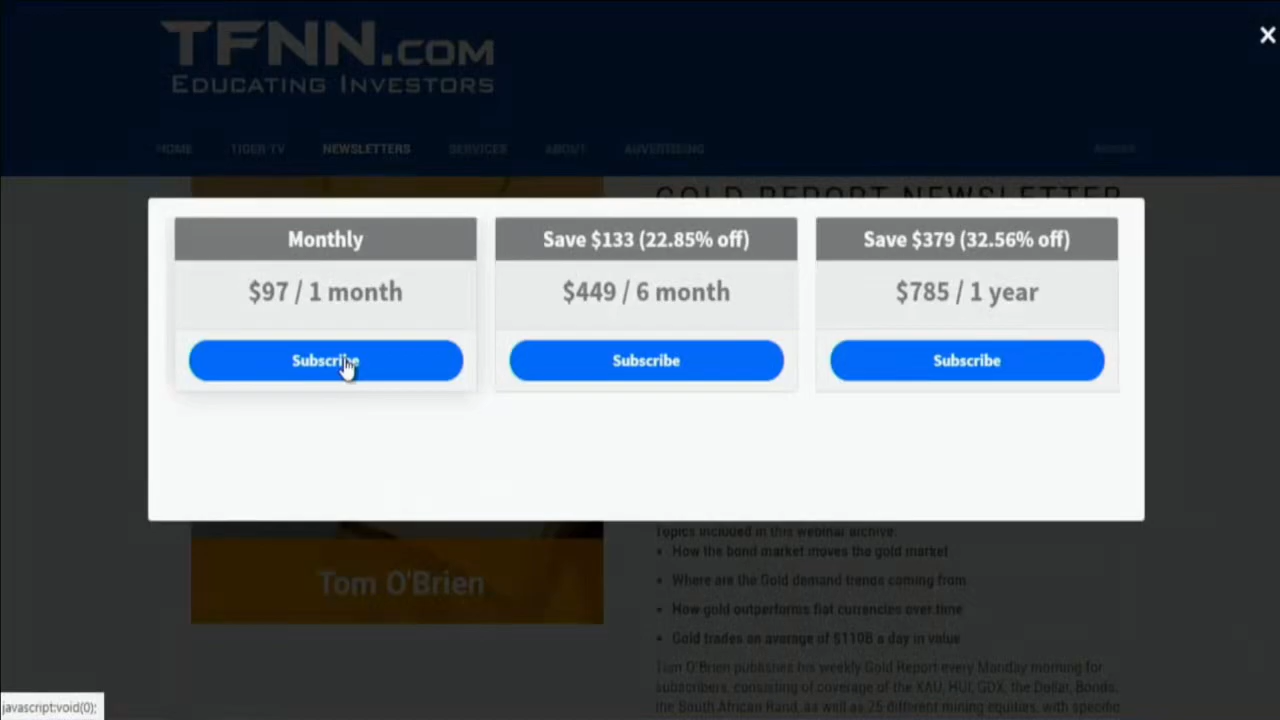 TFNN.COM
EDUCATING INVESTORS
HOME TIGER TV NEWSLETTERS SERVICES ABOUT ADVERTISING
GOLD REPORT NEWSLETTER
Monthly
$97 / 1 month
Subscribe
Save $133 (22.85% off)
$449 / 6 month
Subscribe
Save $379 (32.56% off)
$785 / 1 year
Subscribe
Tom O'Brien
Topics included in this webinar archive:
• How the bond market moves the gold market
• Where are the Gold demand trends coming from
• How gold outperforms fiat currencies over time
• Gold trades an average of $110B a day in value
Tom O'Brien publishes his weekly Gold Report every Monday morning for
subscribers, consisting of coverage of the XAU, HUI, GDX, the Dollar, Bonds,
the South African Rand, as well as 25 different mining equities, with specific
javascript:void(0);